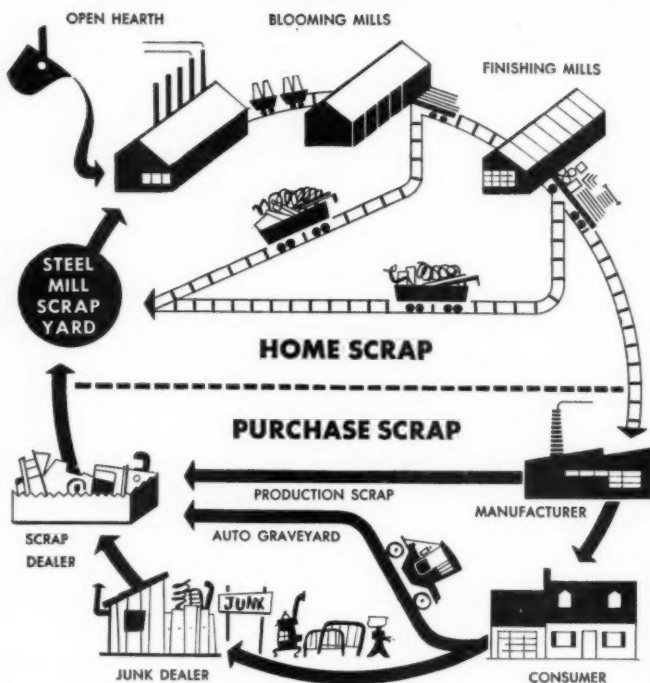 OPEN HEARTH
BLOOMING MILLS
FINISHING MILLS
STEEL
MILL
SCRAP
YARD
HOME SCRAP
PURCHASE SCRAP
PRODUCTION SCRAP
MANUFACTURER
SCRAP
DEALER
AUTO GRAVEYARD
JUNK
JUNK DEALER
CONSUMER